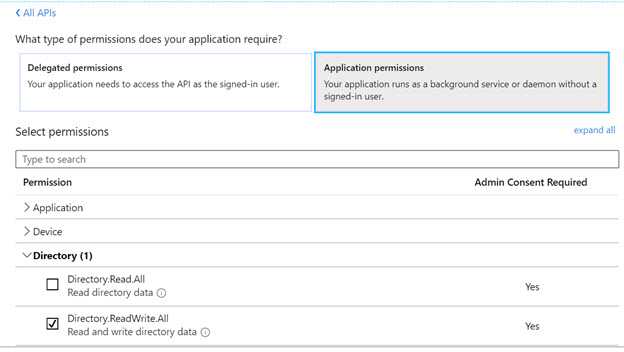 All APIs
What type of permissions does your application require?
Delegated permissions
Your application needs to access the API as the signed-in user.
Application permissions
Your application runs as a background service or daemon without a
signed-in user.
Select permissions
expand all
Type to search
Permission
Admin Consent Required
Application
Device
Directory (1)
Directory.Read.All
Read directory data
Yes
Directory.ReadWrite.All
Read and write directory data
Yes